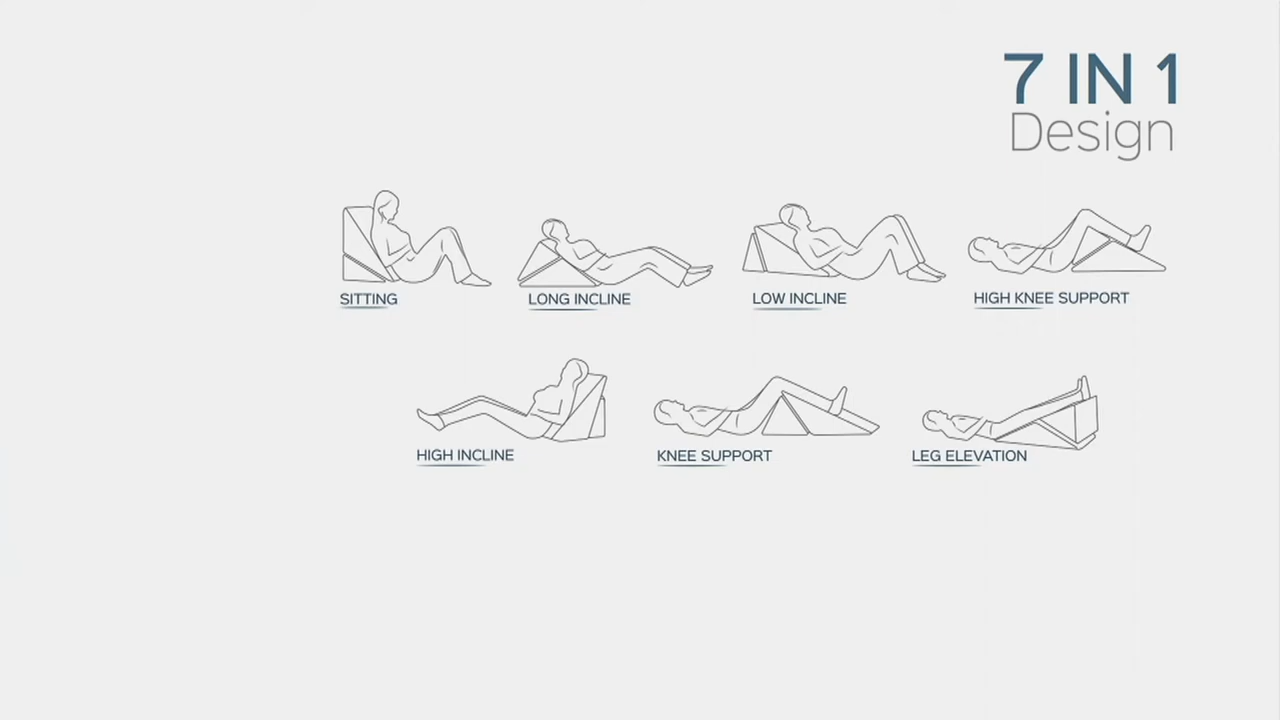 7 IN 1
Design
SITTING
LONG INCLINE
LOW INCLINE
HIGH KNEE SUPPORT
HIGH INCLINE
KNEE SUPPORT
LEG ELEVATION